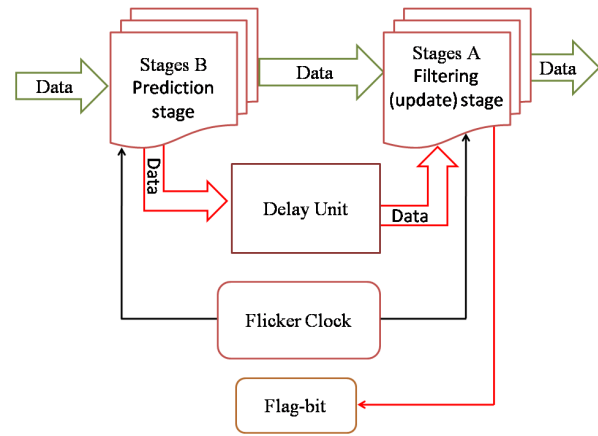 Data
Stages B
Prediction
stage
Data
Stages A
Filtering
(update) stage
Data
Data
Delay Unit
Data
Flicker Clock
Flag-bit